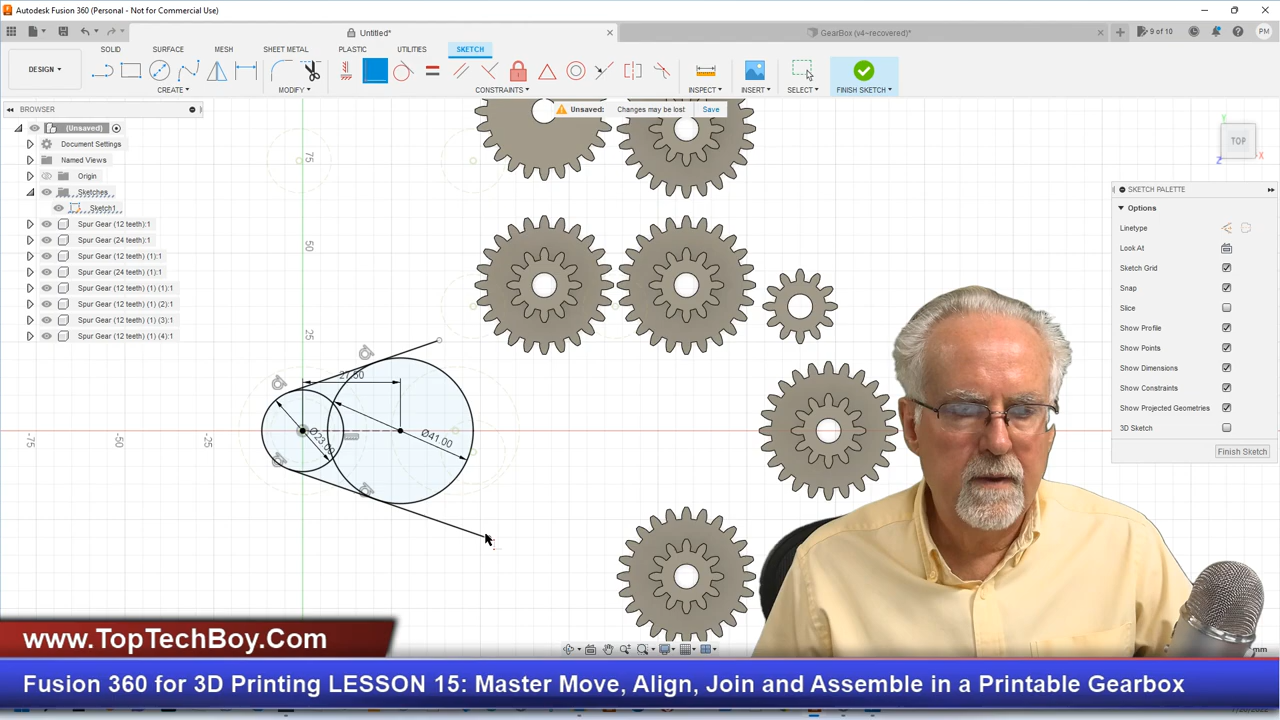 Autodesk Fusion 360 (Personal - Not for Commercial Use)
Untitled*
GearBox (v4~recovered)*
9 of 10
PM
DESIGN
SOLID
SURFACE
MESH
SHEET METAL
PLASTIC
UTILITIES
SKETCH
CREATE
MODIFY
CONSTRAINTS
INSPECT
INSERT
SELECT
FINISH SKETCH
BROWSER
Unsaved: Changes may be lost Save
(Unsaved)
Document Settings
Named Views
Origin
Sketches
Sketch1
Spur Gear (12 teeth):1
Spur Gear (24 teeth):1
Spur Gear (12 teeth) (1):1
Spur Gear (24 teeth) (1):1
Spur Gear (12 teeth) (1) (1):1
Spur Gear (12 teeth) (1) (2):1
Spur Gear (12 teeth) (1) (3):1
Spur Gear (12 teeth) (1) (4):1
75
50
25
-75
-50
-25
27.50
Ø23.00
Ø41.00
TOP
Y
X
Z
SKETCH PALETTE
Options
Linetype
Look At
Sketch Grid
Snap
Slice
Show Profile
Show Points
Show Dimensions
Show Constraints
Show Projected Geometries
3D Sketch
Finish Sketch
www.TopTechBoy.Com
Fusion 360 for 3D Printing LESSON 15: Master Move, Align, Join and Assemble in a Printable Gearbox